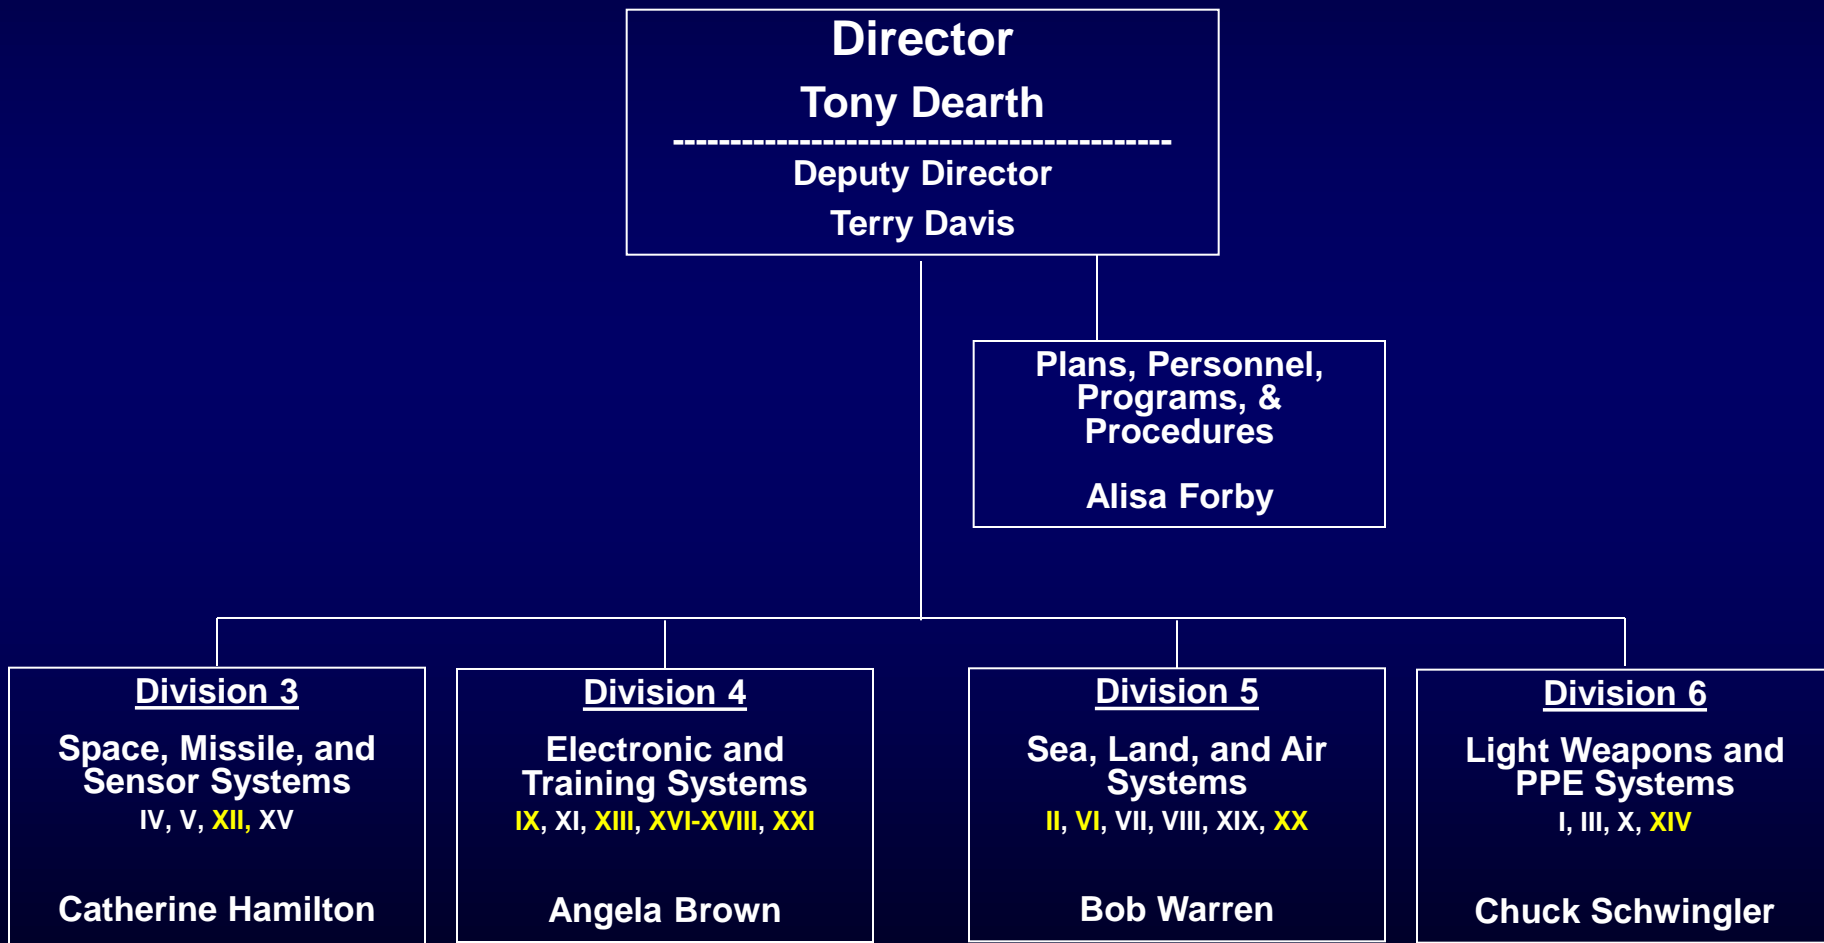 Director
Tony Dearth
-------------------------------------------
Deputy Director
Terry Davis
Plans, Personnel,
Programs, &
Procedures
Alisa Forby
Division 3
Space, Missile, and
Sensor Systems
IV, V, XII, XV
Catherine Hamilton
Division 4
Electronic and
Training Systems
IX, XI, XIII, XVI-XVIII, XXI
Angela Brown
Division 5
Sea, Land, and Air
Systems
II, VI, VII, VIII, XIX, XX
Bob Warren
Division 6
Light Weapons and
PPE Systems
I, III, X, XIV
Chuck Schwingler